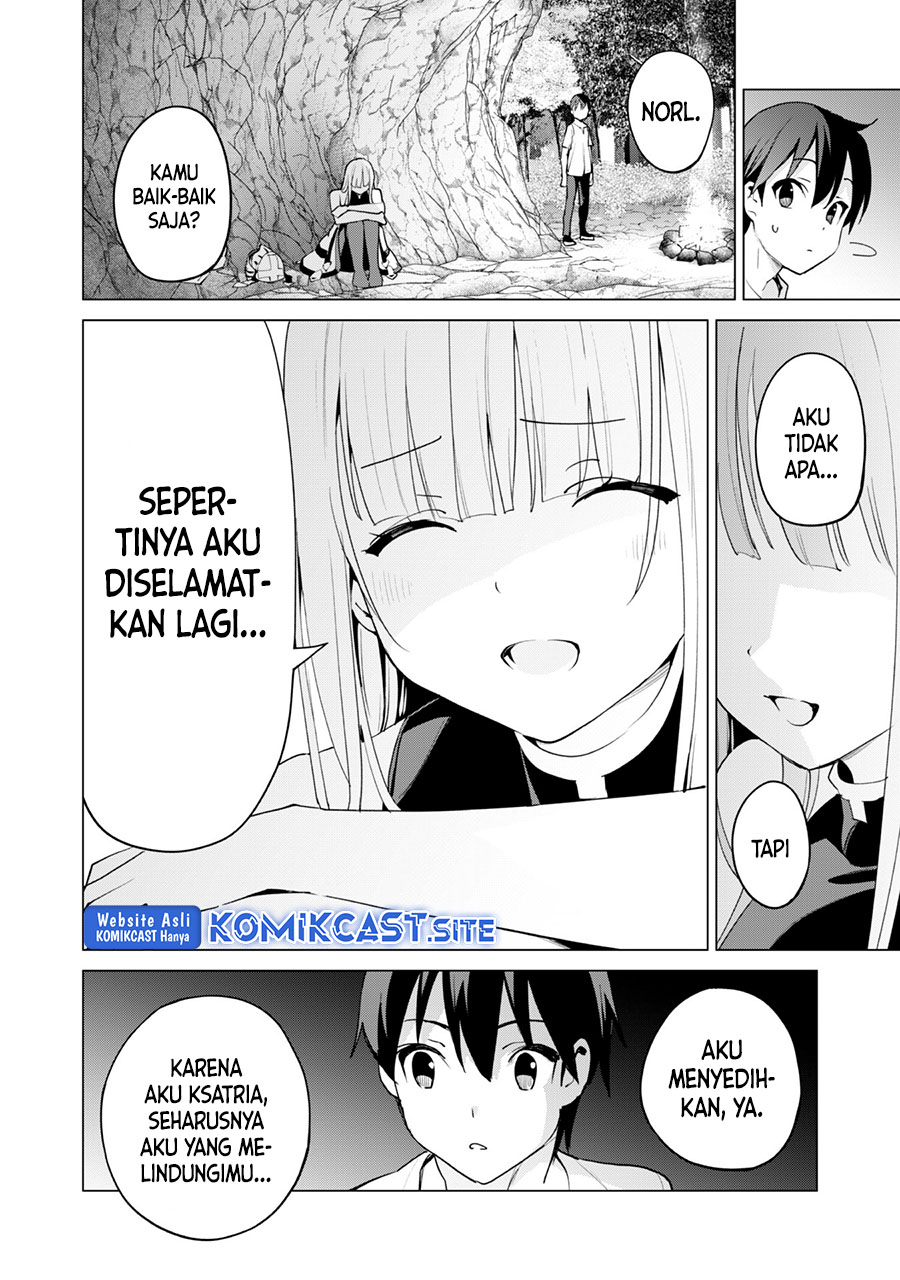 NORL.
KAMU
BAIK-BAIK
SAJA?
AKU
TIDAK
APA...
TAPI
SEPER-
TINYA AKU
DISELAMAT-
KAN LAGI...
Website Asli
KOMIKCAST Hanya
KOMIKCAST.SITE
AKU
MENYEDIH-
KAN, YA.
KARENA
AKU KSATRIA,
SEHARUSNYA
AKU YANG ME-
LINDUNGIMU...